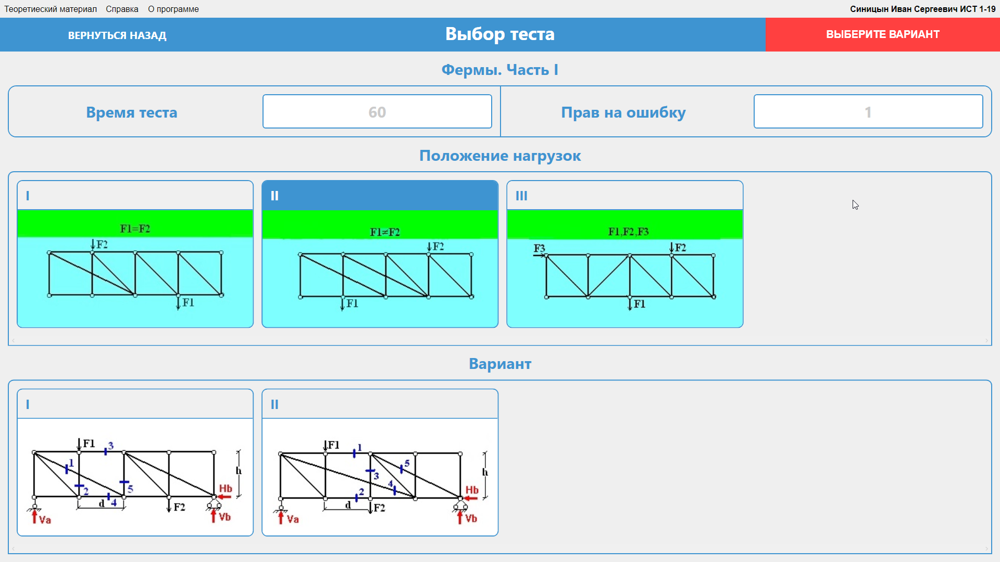 Теоретиеский материал Справка О программе Синицын Иван Сергеевич ИСТ 1-19
ВЕРНУТЬСЯ НАЗАД Выбор теста ВЫБЕРИТЕ ВАРИАНТ
Фермы. Часть I
Время теста 60 Прав на ошибку 1
Положение нагрузок
I
F1=F2
F2
F1
II
F1≠F2
F2
F1
III
F1,F2,F3
F3
F2
F1
Вариант
I
F1 3
1
h
2 5
Hb
d 4 F2
Va Vb
II
F1 1
5
h
3
4
2
Hb
d F2
Va Vb